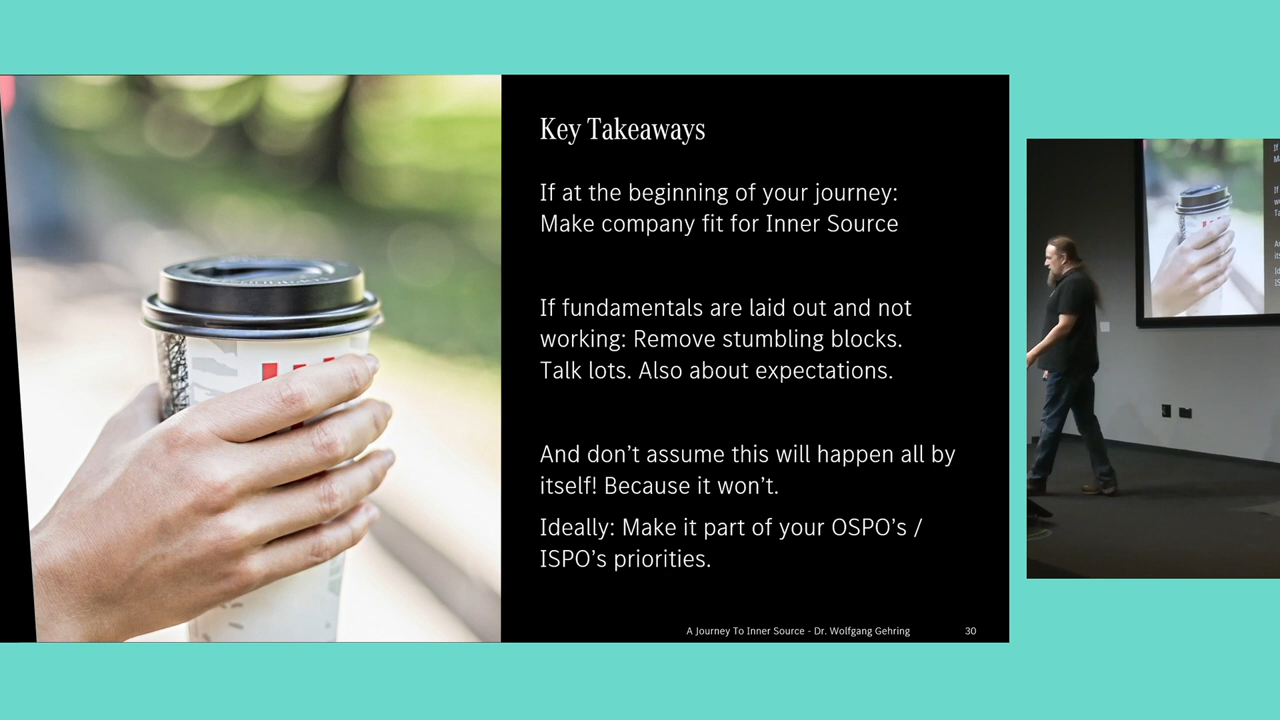 Key Takeaways
If at the beginning of your journey:
Make company fit for Inner Source
If fundamentals are laid out and not
working: Remove stumbling blocks.
Talk lots. Also about expectations.
And don’t assume this will happen all by
itself! Because it won’t.
Ideally: Make it part of your OSPO’s /
ISPO’s priorities.
A Journey To Inner Source - Dr. Wolfgang Gehring 30